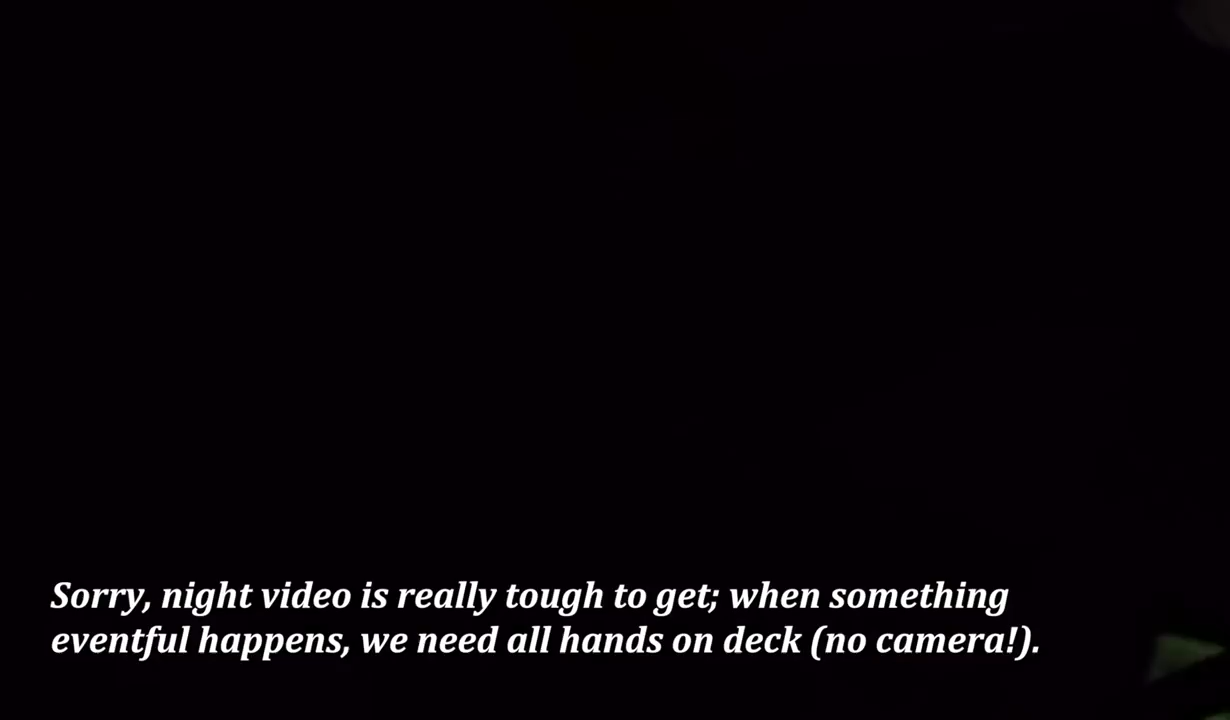 Sorry, night video is really tough to get; when something
eventful happens, we need all hands on deck (no camera!).